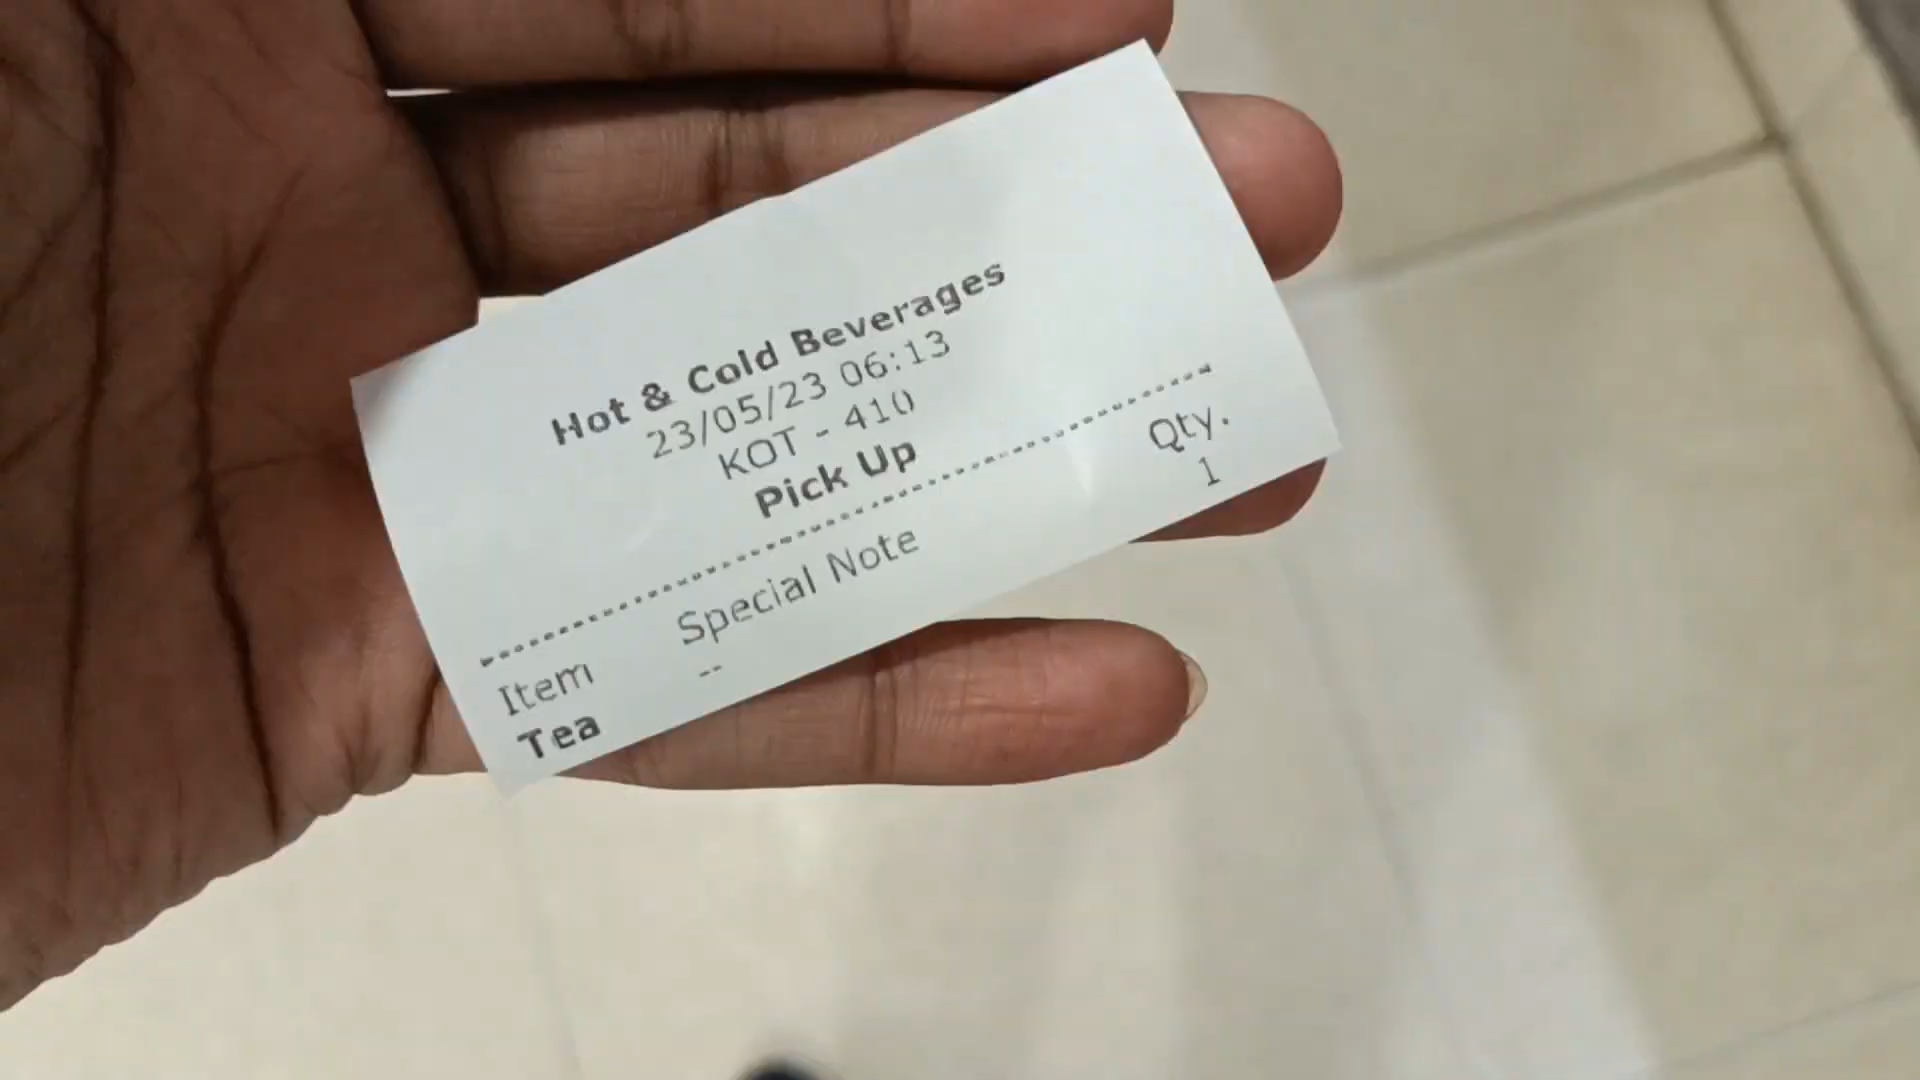 Hot & Cold Beverages
23/05/23 06:13
KOT - 410
Pick Up
Item Special Note Qty.
Tea -- 1